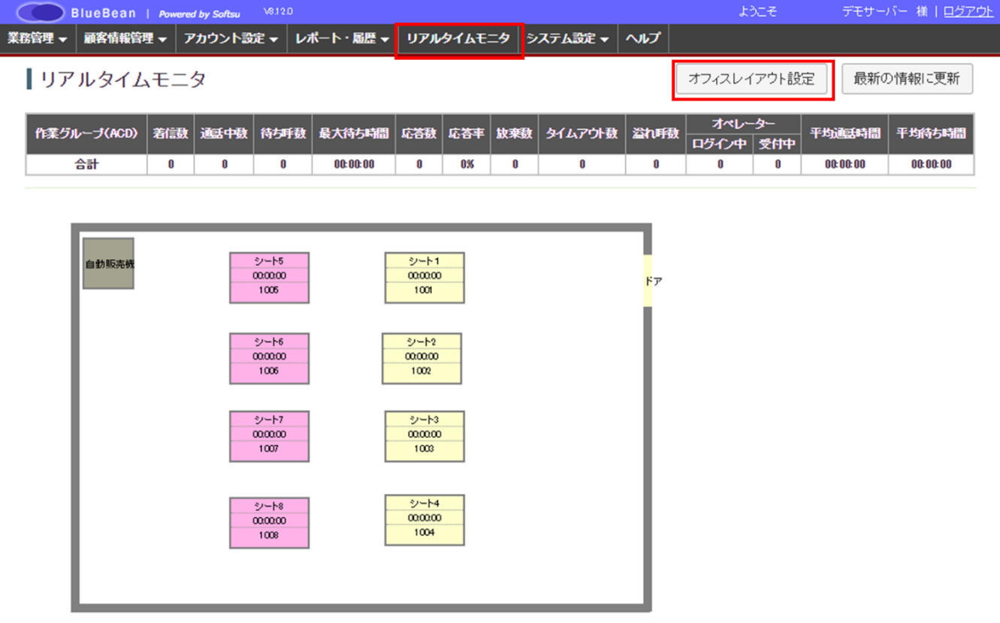 BlueBean | Powered by Softsu V8.12.0 ようこそ デモサーバー 様 | ログアウト
業務管理 ▼ 顧客情報管理 ▼ アカウント設定 ▼ レポート・履歴 ▼ リアルタイムモニタ システム設定 ▼ ヘルプ
リアルタイムモニタ オフィスレイアウト設定 最新の情報に更新
作業グループ(ACD) 着信数 通話中数 待ち呼数 最大待ち時間 応答数 応答率 放棄数 タイムアウト数 溢れ呼数 オペレーター 平均通話時間 平均待ち時間
ログイン中 受付中
合計 0 0 0 00:00:00 0 0% 0 0 0 0 0 00:00:00 00:00:00
自動販売機
シート5
00:00:00
1005
シート1
00:00:00
1001
ドア
シート6
00:00:00
1006
シート2
00:00:00
1002
シート7
00:00:00
1007
シート3
00:00:00
1003
シート8
00:00:00
1008
シート4
00:00:00
1004